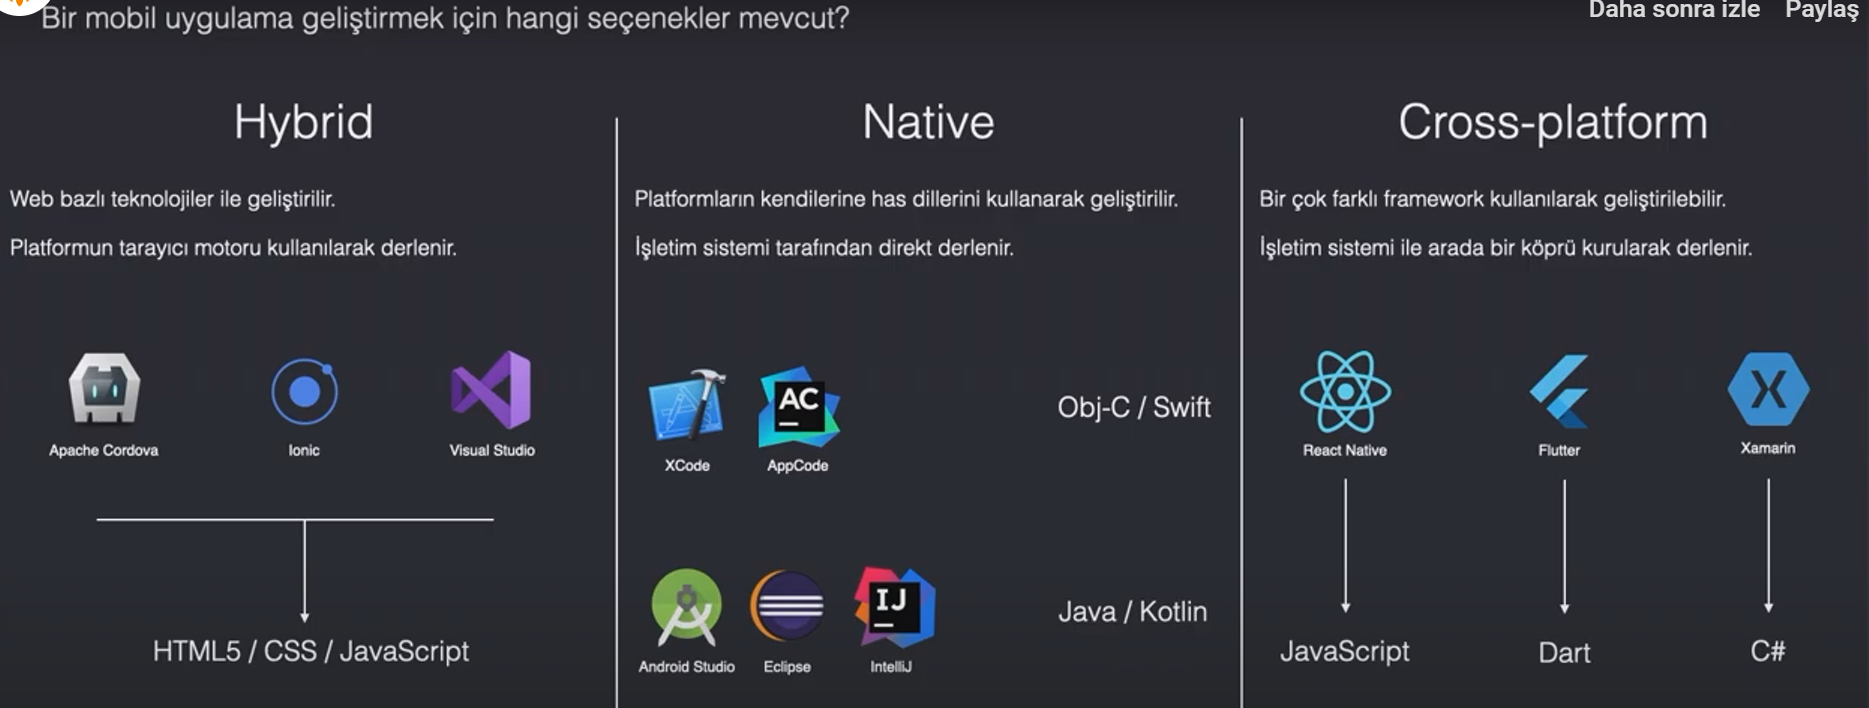 Bir mobil uygulama geliştirmek için hangi seçenekler mevcut?
Daha sonra izle
Paylaş
Hybrid
Web bazlı teknolojiler ile geliştirilir.
Platformun tarayıcı motoru kullanılarak derlenir.
Apache Cordova
Ionic
Visual Studio
HTML5 / CSS / JavaScript
Native
Platformların kendilerine has dillerini kullanarak geliştirilir.
İşletim sistemi tarafından direkt derlenir.
AC
XCode
AppCode
Obj-C / Swift
IJ
Android Studio
Eclipse
IntelliJ
Java / Kotlin
Cross-platform
Bir çok farklı framework kullanılarak geliştirilebilir.
İşletim sistemi ile arada bir köprü kurularak derlenir.
X
React Native
Flutter
Xamarin
JavaScript
Dart
C#